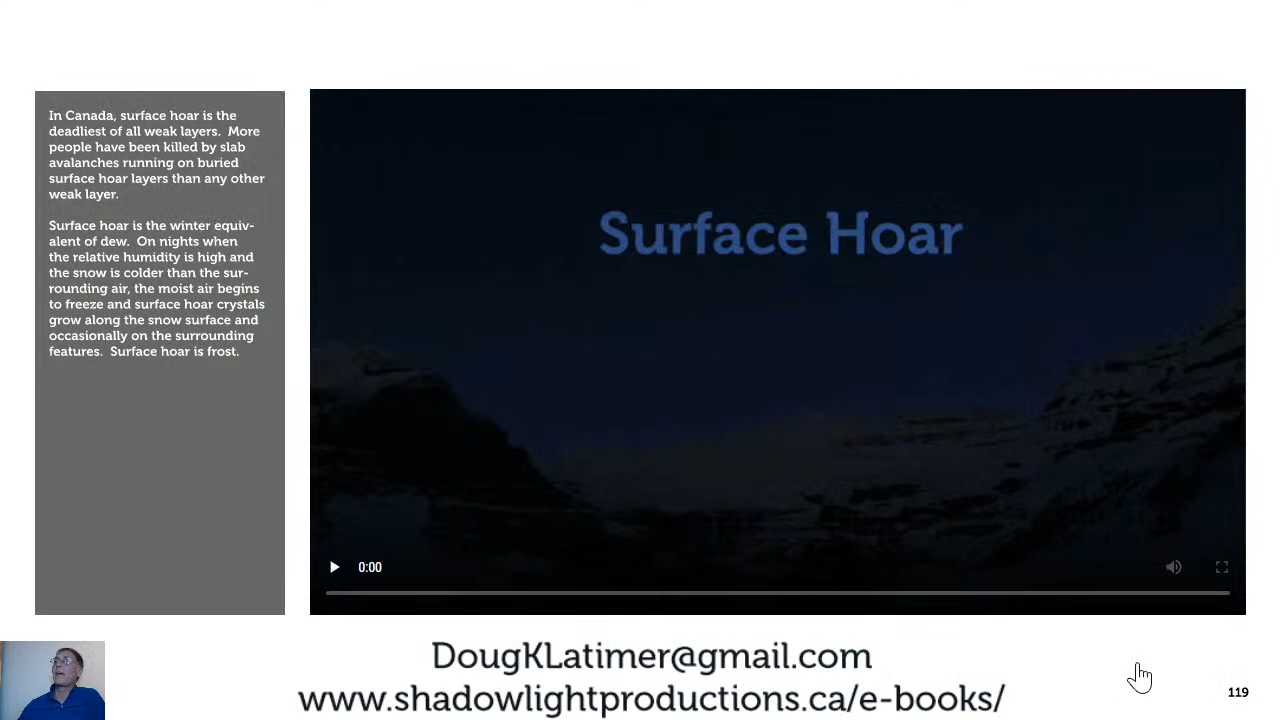 In Canada, surface hoar is the
deadliest of all weak layers.  More
people have been killed by slab
avalanches running on buried
surface hoar layers than any other
weak layer.
Surface hoar is the winter equiv-
alent of dew.  On nights when
the relative humidity is high and
the snow is colder than the sur-
rounding air, the moist air begins
to freeze and surface hoar crystals
grow along the snow surface and
occasionally on the surrounding
features.  Surface hoar is frost.
Surface Hoar
0:00
DougKLatimer@gmail.com
www.shadowlightproductions.ca/e-books/
119